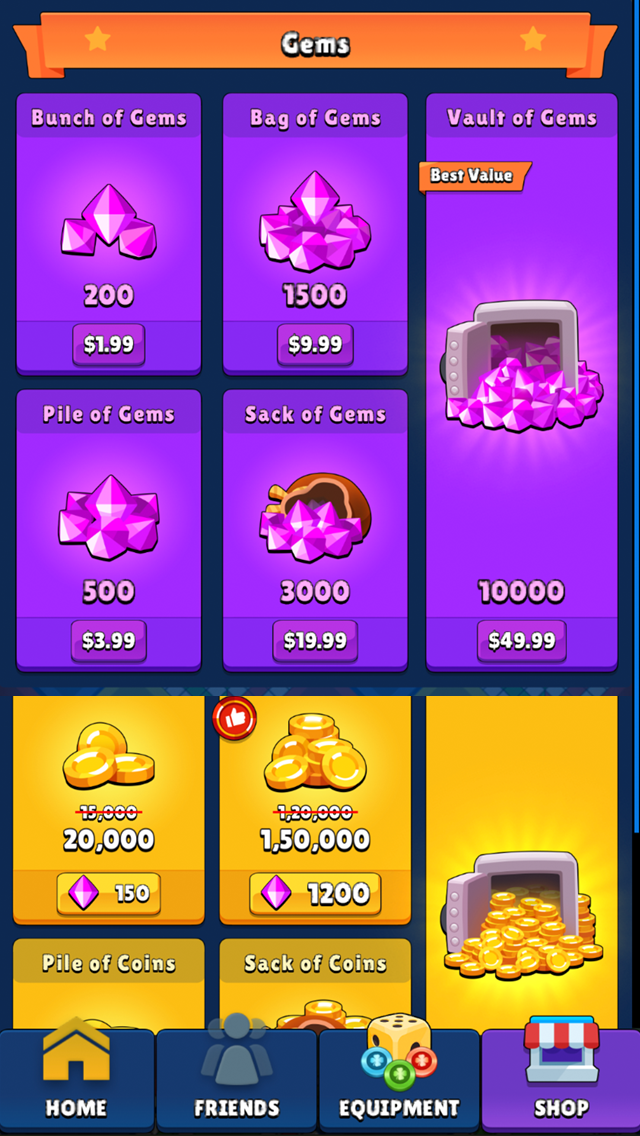 Gems
Bunch of Gems
200
$1.99
Bag of Gems
1500
$9.99
Vault of Gems
Best Value
10000
$49.99
Pile of Gems
500
$3.99
Sack of Gems
3000
$19.99
15,000
20,000
150
1,20,000
1,50,000
1200
Pile of Coins
Sack of Coins
HOME
FRIENDS
EQUIPMENT
SHOP